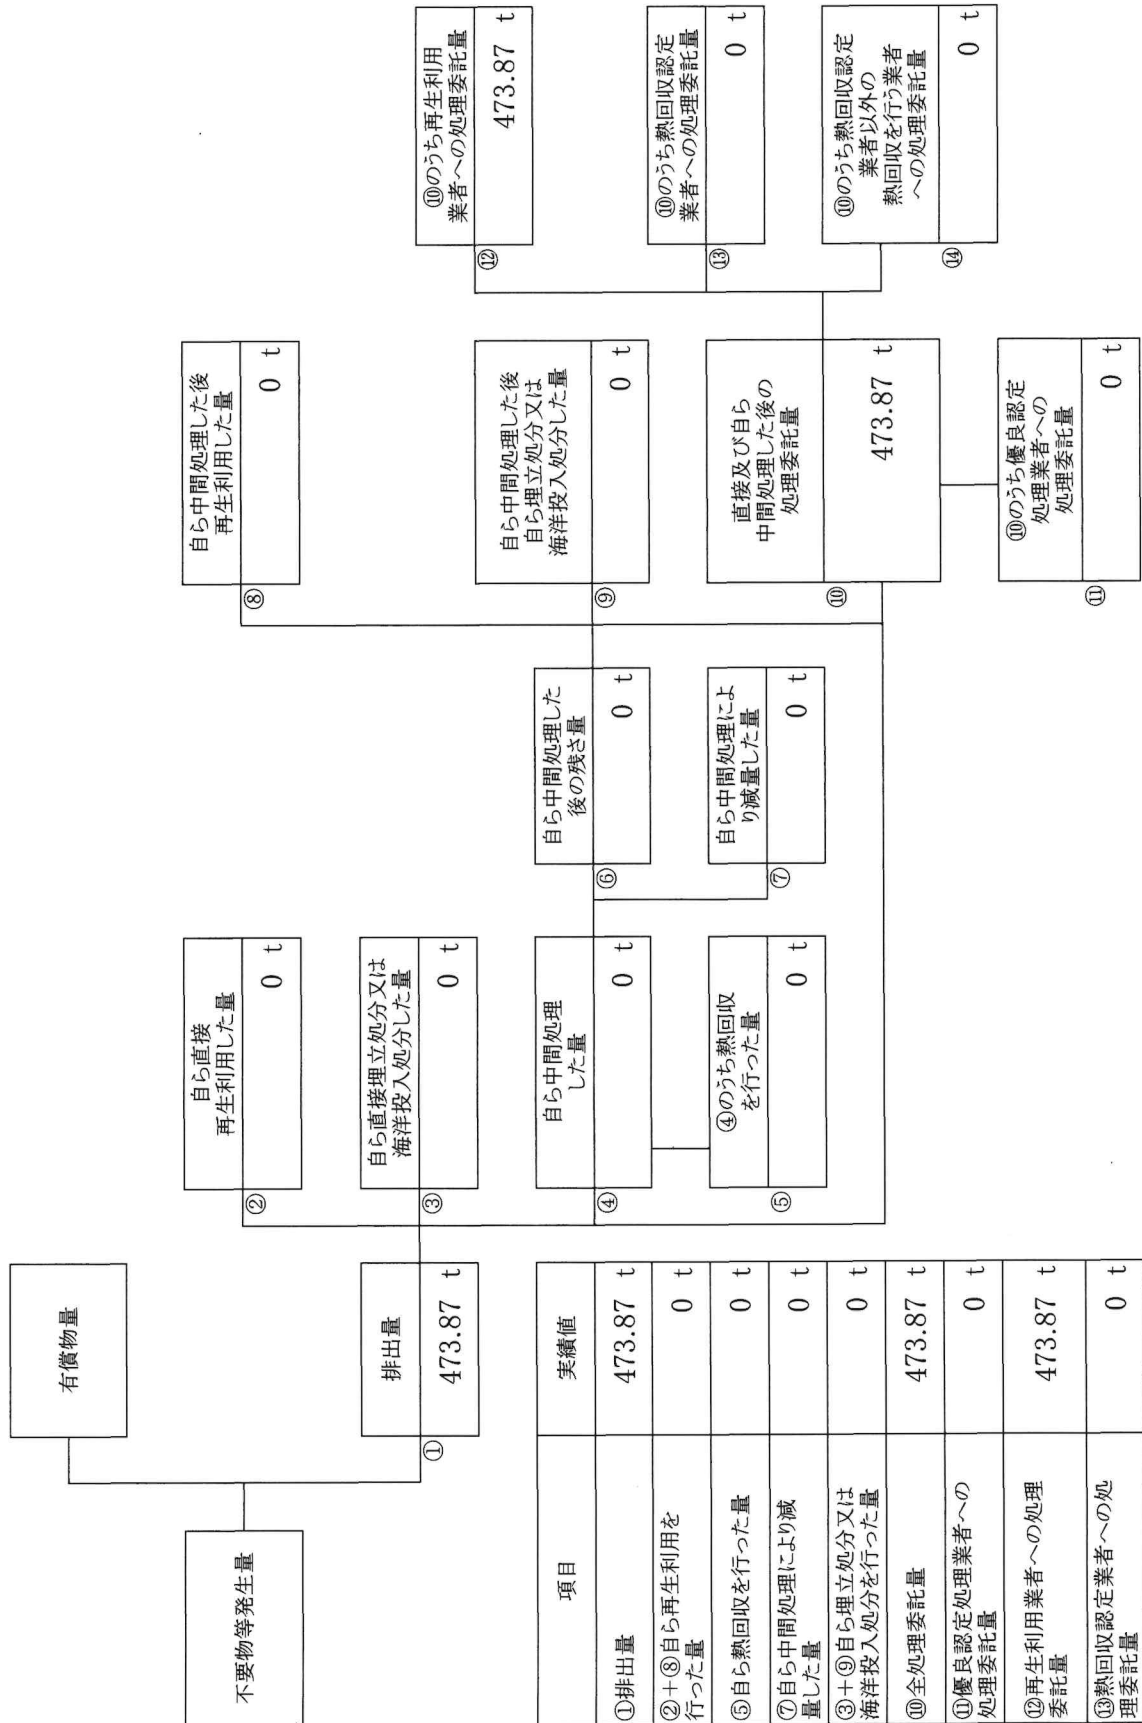 有償物量
不要物等発生量
排出量
① 473.87 t
自ら直接
再生利用した量
② 0 t
自ら直接埋立処分又は
海洋投入処分した量
③ 0 t
自ら中間処理
した量
④ 0 t
④のうち熱回収
を行った量
⑤ 0 t
自ら中間処理した
後の残さ量
⑥ 0 t
自ら中間処理によ
り減量した量
⑦ 0 t
自ら中間処理した後
再生利用した量
⑧ 0 t
自ら中間処理した後
自ら埋立処分又は
海洋投入処分した量
⑨ 0 t
直接及び自ら
中間処理した後の
処理委託量
⑩ 473.87 t
⑩のうち優良認定
処理業者への
処理委託量
⑪ 0 t
⑩のうち再生利用
業者への処理委託量
⑫ 473.87 t
⑩のうち熱回収認定
業者への処理委託量
⑬ 0 t
⑩のうち熱回収認定
業者以外の
熱回収を行う業者
への処理委託量
⑭ 0 t
項目 実績値
①排出量 473.87 t
②+⑧自ら再生利用を
行った量 0 t
⑤自ら熱回収を行った量 0 t
⑦自ら中間処理により減
量した量 0 t
③+⑨自ら埋立処分又は
海洋投入処分を行った量 0 t
⑩全処理委託量 473.87 t
⑪優良認定処理業者への
処理委託量 0 t
⑫再生利用業者への処理
委託量 473.87 t
⑬熱回収認定業者への処
理委託量 0 t